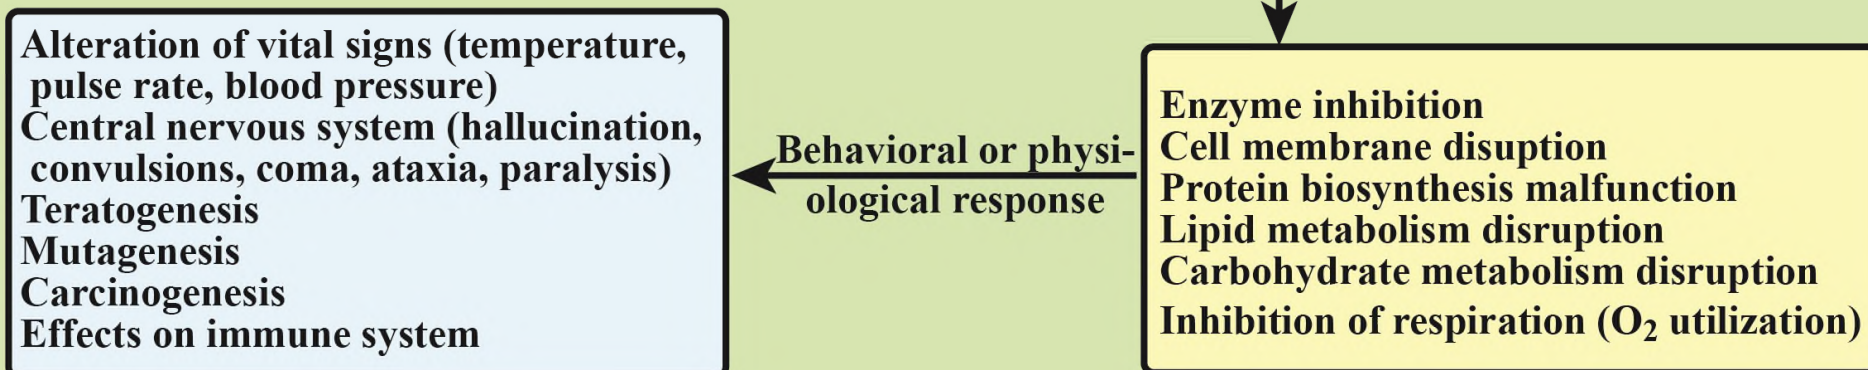 Alteration of vital signs (temperature,
pulse rate, blood pressure)
Central nervous system (hallucination,
convulsions, coma, ataxia, paralysis)
Teratogenesis
Mutagenesis
Carcinogenesis
Effects on immune system
Behavioral or physi-
ological response
Enzyme inhibition
Cell membrane disuption
Protein biosynthesis malfunction
Lipid metabolism disruption
Carbohydrate metabolism disruption
Inhibition of respiration (O₂ utilization)